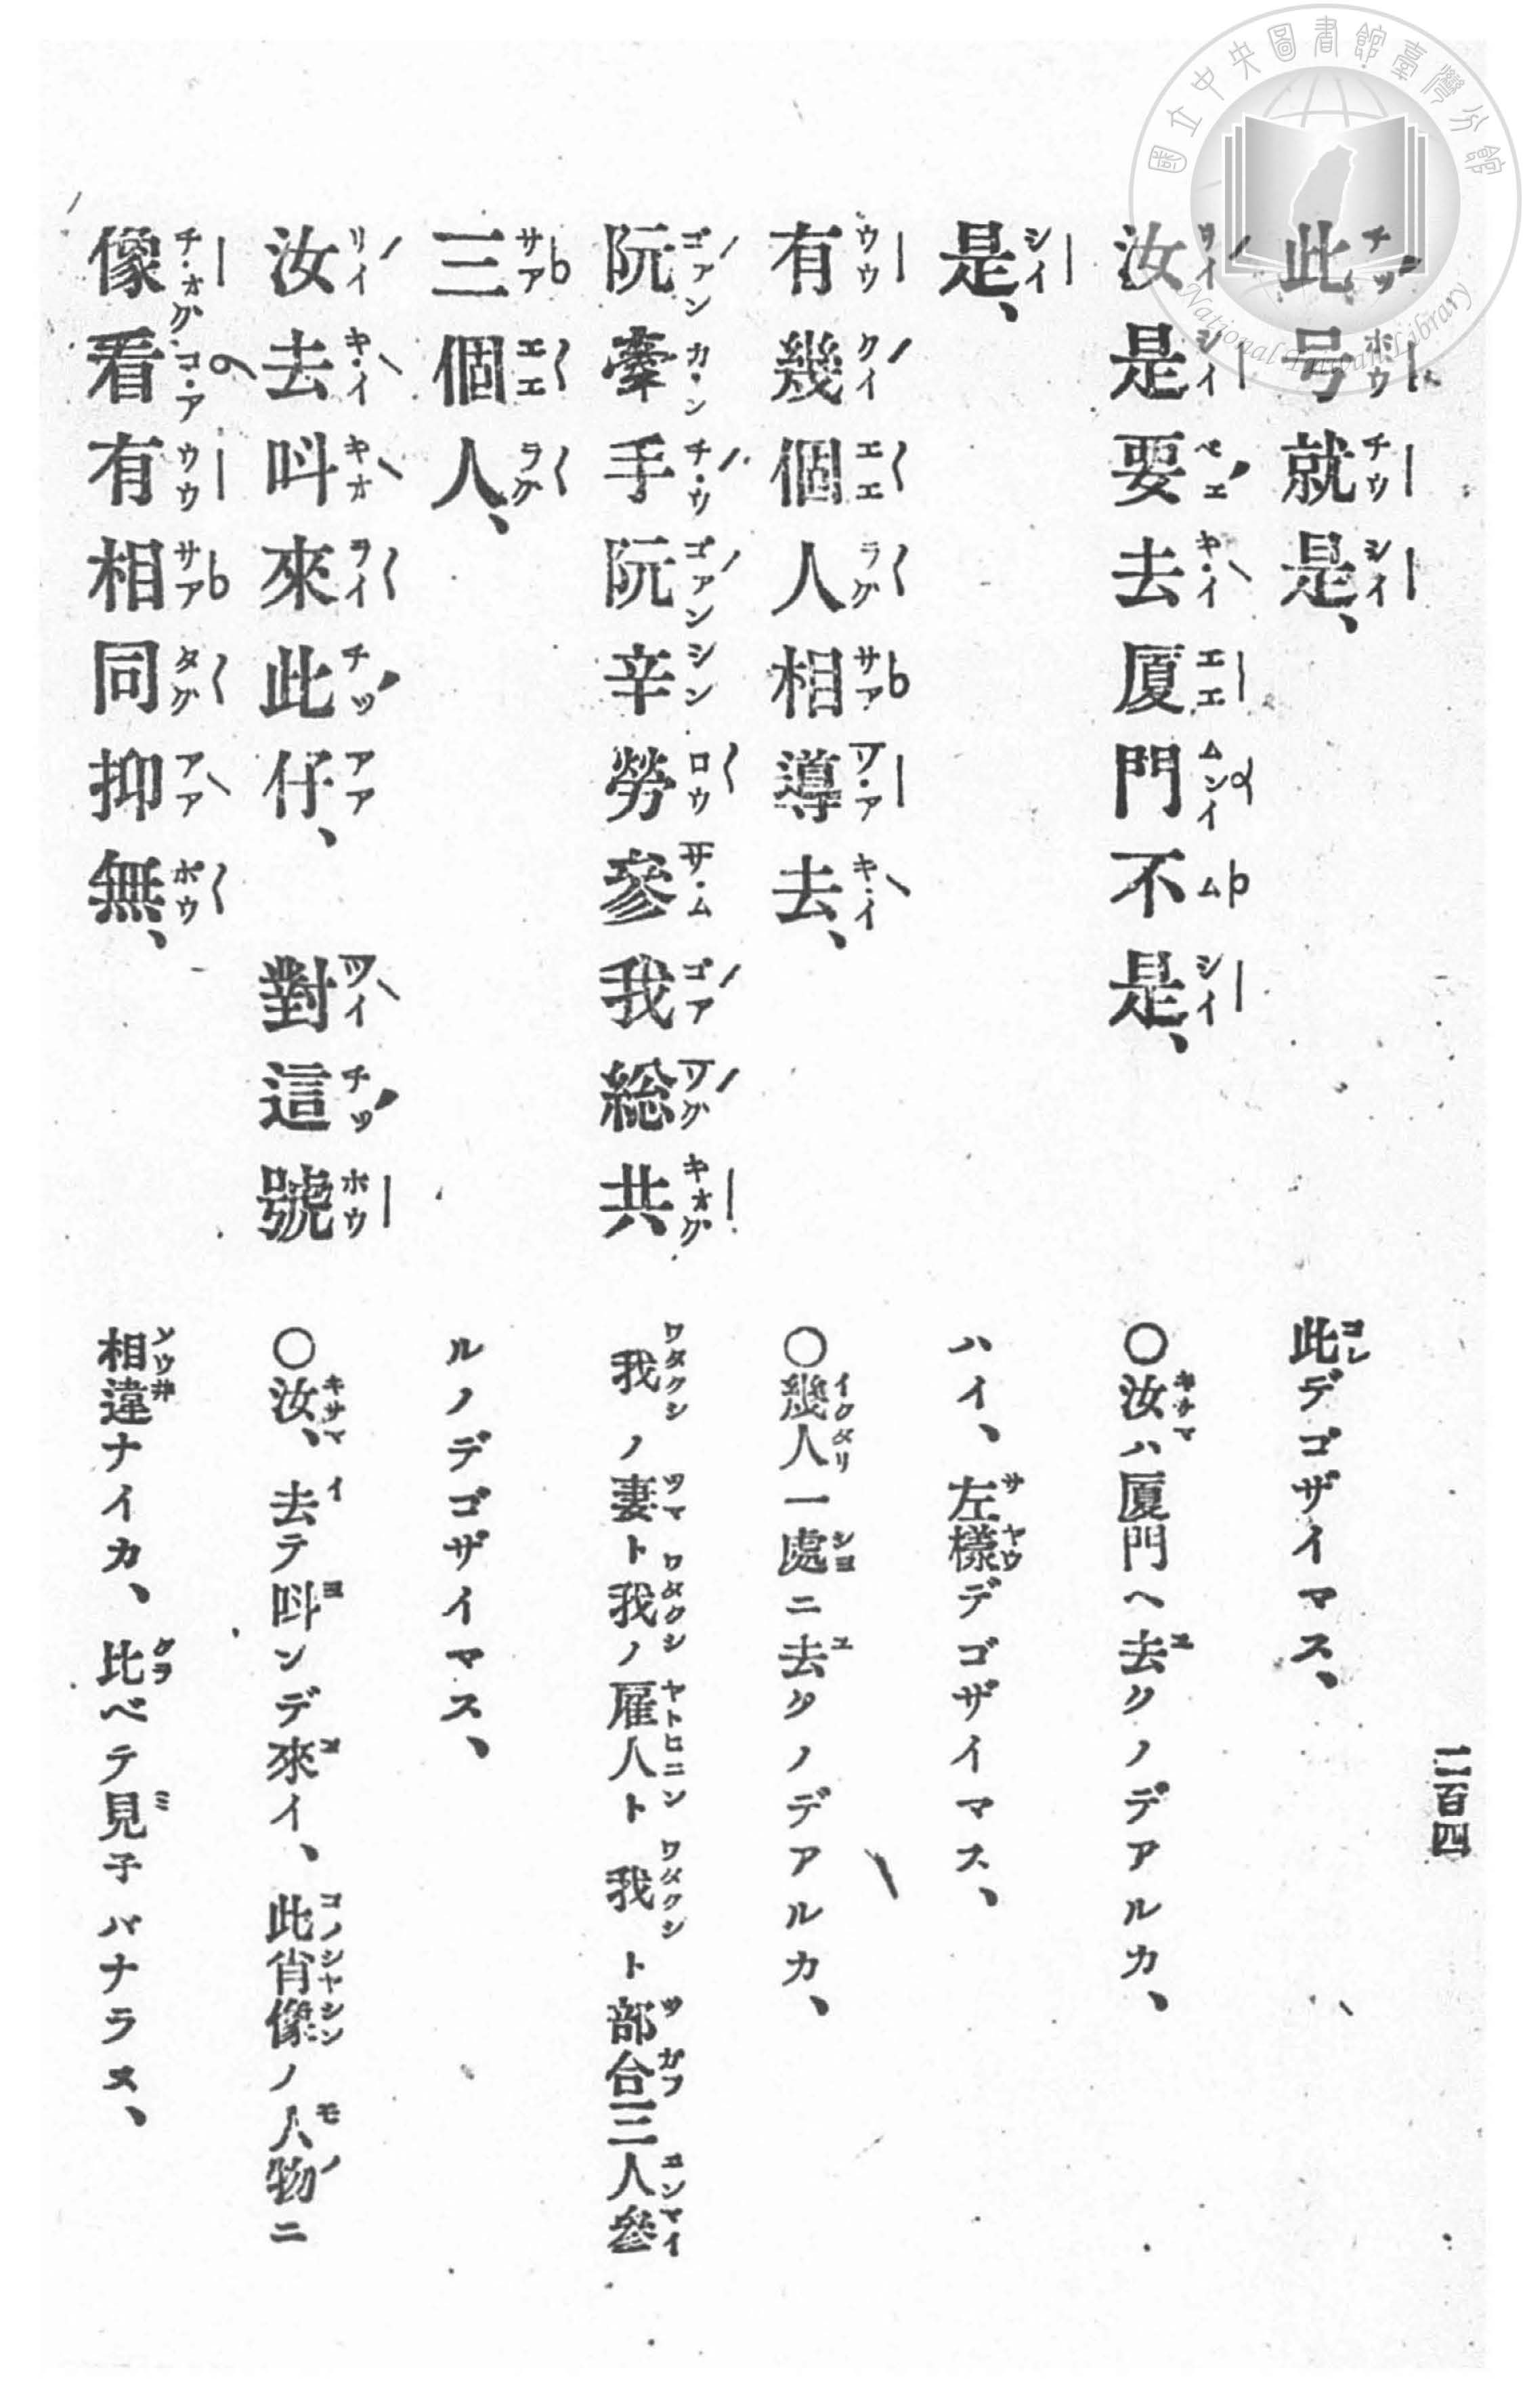 國立中央圖書館臺灣分館
National Taiwan Library
二百四
此号就是、
汝是要去厦門不是、
是、
有幾個人相導去、
阮牽手阮辛勞參我総共
三個人、
汝去呌來此仔、 對這號
像看有相同抑無、
此デゴザイマス、
〇汝ハ厦門ヘ去クノデアルカ、
ハイ、左樣デゴザイマス、
〇幾人一處ニ去クノデアルカ、
我ノ妻ト我ノ雇人ト我ト部合三人參
ルノデゴザイマス、
〇汝、去テ呌ンデ來イ、此肖像ノ人物ニ
相違ナイカ、比ベテ見子バナラヌ、